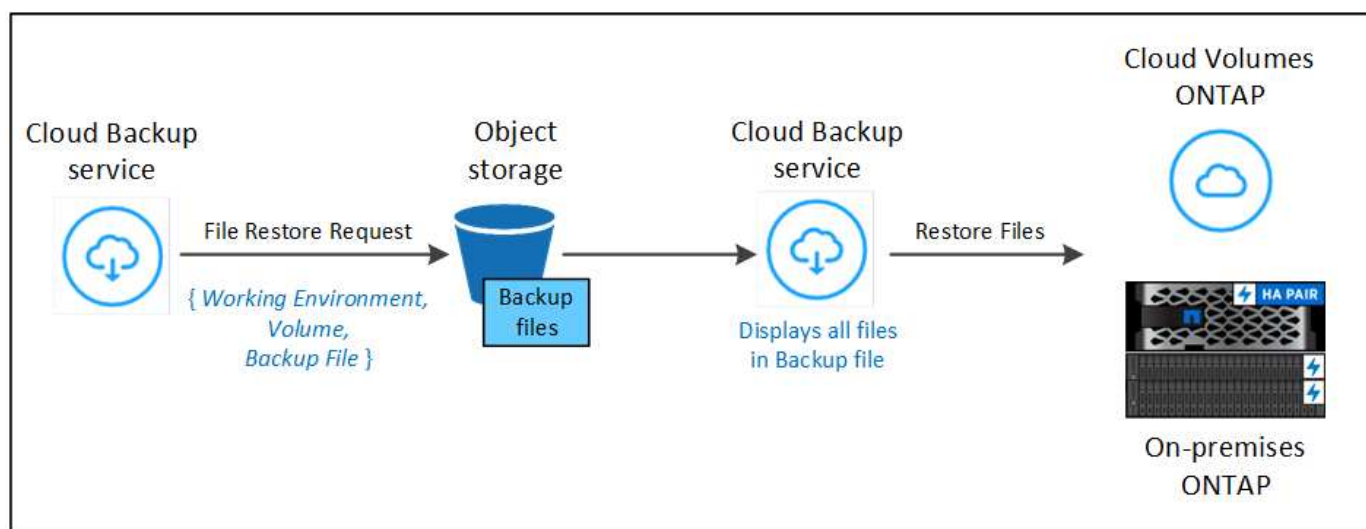 Cloud Backup
service
File Restore Request
{ Working Environment,
Volume,
Backup File }
Object
storage
Backup
files
Cloud Backup
service
Displays all files
in Backup file
Restore Files
Cloud Volumes
ONTAP
HA PAIR
On-premises
ONTAP